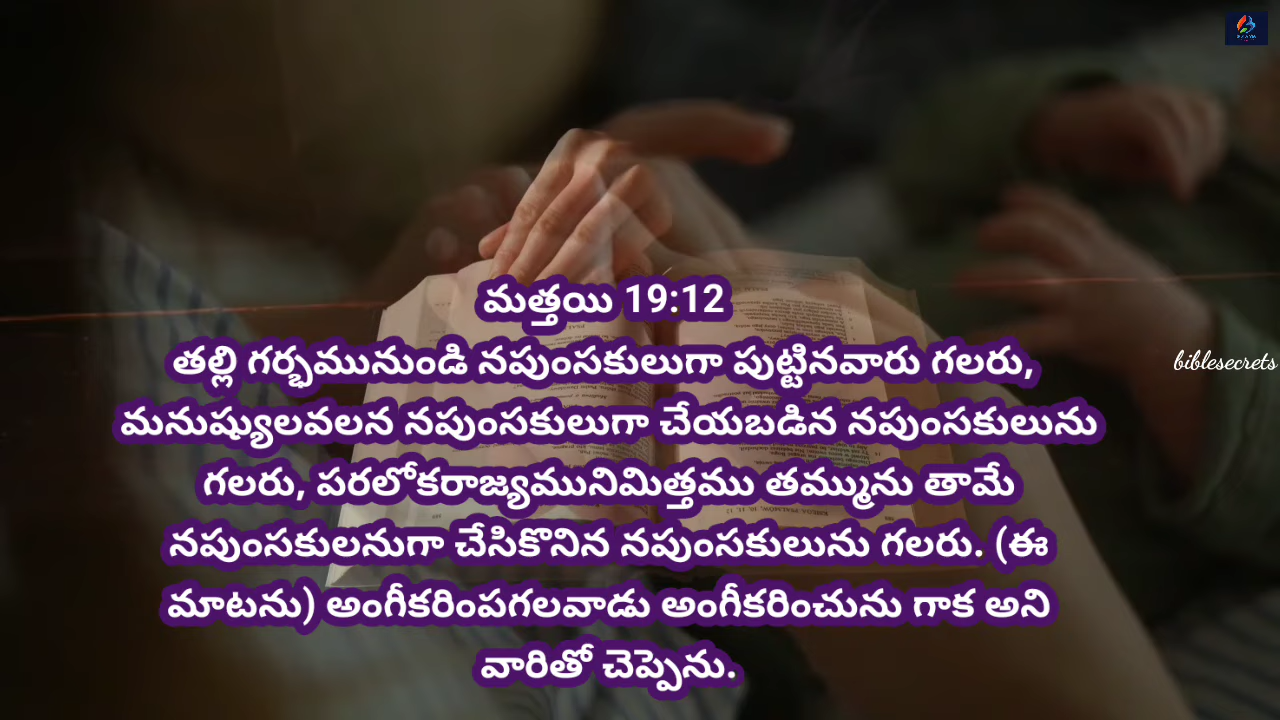 మత్తయి 19:12
తల్లి గర్భమునుండి నపుంసకులుగా పుట్టినవారు గలరు,
మనుష్యులవలన నపుంసకులుగా చేయబడిన నపుంసకులును
గలరు, పరలోకరాజ్యమునిమిత్తము తమ్మును తామే
నపుంసకులనుగా చేసికొనిన నపుంసకులును గలరు. (ఈ
మాటను) అంగీకరింపగలవాడు అంగీకరించును గాక అని
వారితో చెప్పెను.
biblesecrets